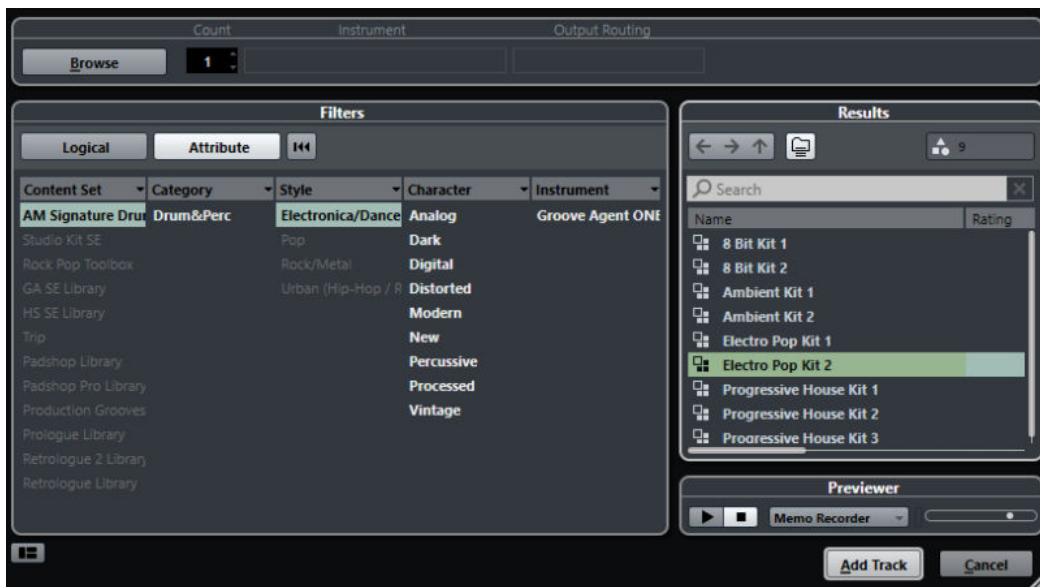 Count Instrument Output Routing
Browse 1
Filters
Logical Attribute
Content Set Category Style Character Instrument
AM Signature Dru Drum&Perc Electronica/Dance Analog Groove Agent ONE
Studio Kit SE Pop Dark
Rock Pop Toolbox Rock/Metal Digital
GA SE Library Urban (Hip-Hop / R Distorted
HS SE Library Modern
Trip New
Padshop Library Percussive
Padshop Pro Library Processed
Production Grooves Vintage
Prologue Library
Retrologue 2 Library
Retrologue Library
Results
9
Search
Name Rating
8 Bit Kit 1
8 Bit Kit 2
Ambient Kit 1
Ambient Kit 2
Electro Pop Kit 1
Electro Pop Kit 2
Progressive House Kit 1
Progressive House Kit 2
Progressive House Kit 3
Previewer
Memo Recorder
Add Track Cancel